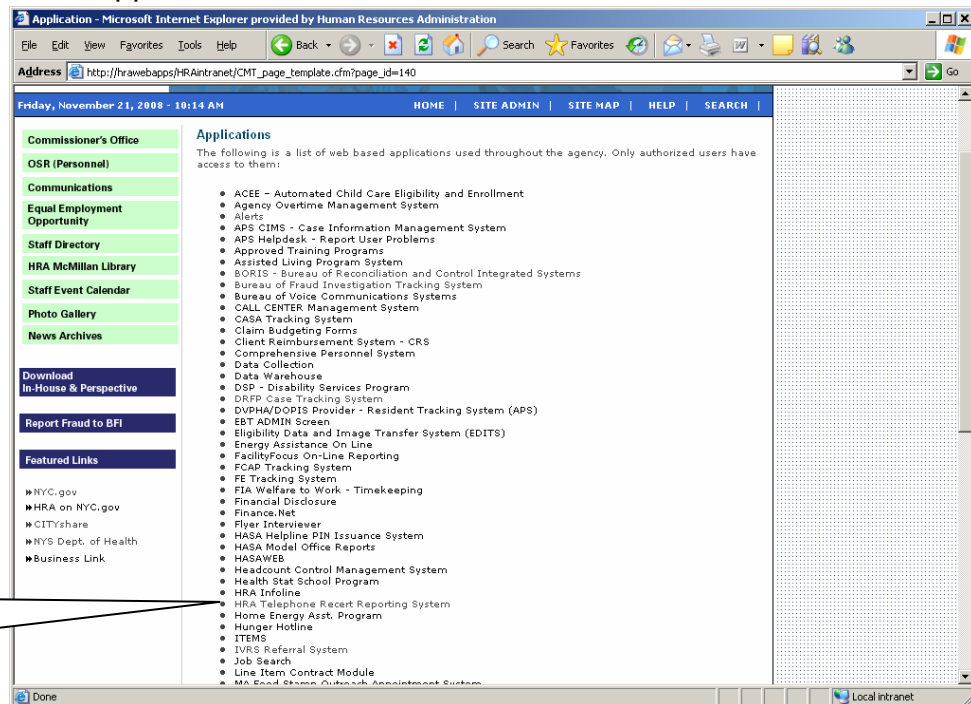 Application - Microsoft Internet Explorer provided by Human Resources Administration
File Edit View Favorites Tools Help Back Search Favorites
Address http://hrawebapps/HRAintranet/CMT_page_template.cfm?page_id=140 Go
Friday, November 21, 2008 - 10:14 AM HOME | SITE ADMIN | SITE MAP | HELP | SEARCH |
Commissioner's Office
OSR (Personnel)
Communications
Equal Employment
Opportunity
Staff Directory
HRA McMillan Library
Staff Event Calendar
Photo Gallery
News Archives
Download
In-House & Perspective
Report Fraud to BFI
Featured Links
NYC.gov
HRA on NYC.gov
CITYshare
NYS Dept. of Health
Business Link
Applications
The following is a list of web based applications used throughout the agency. Only authorized users have
access to them:
ACEE – Automated Child Care Eligibility and Enrollment
Agency Overtime Management System
Alerts
APS CIMS - Case Information Management System
APS Helpdesk - Report User Problems
Approved Training Programs
Assisted Living Program System
BORIS - Bureau of Reconciliation and Control Integrated Systems
Bureau of Fraud Investigation Tracking System
Bureau of Voice Communications Systems
CALL CENTER Management System
CASA Tracking System
Claim Budgeting Forms
Client Reimbursement System - CRS
Comprehensive Personnel System
Data Collection
Data Warehouse
DSP - Disability Services Program
DRFP Case Tracking System
DVPHA/DOPIS Provider - Resident Tracking System (APS)
EBT ADMIN Screen
Eligibility Data and Image Transfer System (EDITS)
Energy Assistance On Line
FacilityFocus On-Line Reporting
FCAP Tracking System
FE Tracking System
FIA Welfare to Work - Timekeeping
Financial Disclosure
Finance.Net
Flyer Interviewer
HASA Helpline PIN Issuance System
HASA Model Office Reports
HASAWEB
Headcount Control Management System
Health Stat School Program
HRA Infoline
HRA Telephone Recert Reporting System
Home Energy Asst. Program
Hunger Hotline
ITEMS
IVRS Referral System
Job Search
Line Item Contract Module
MA Food Stamp Outreach Appointment System
Done Local intranet